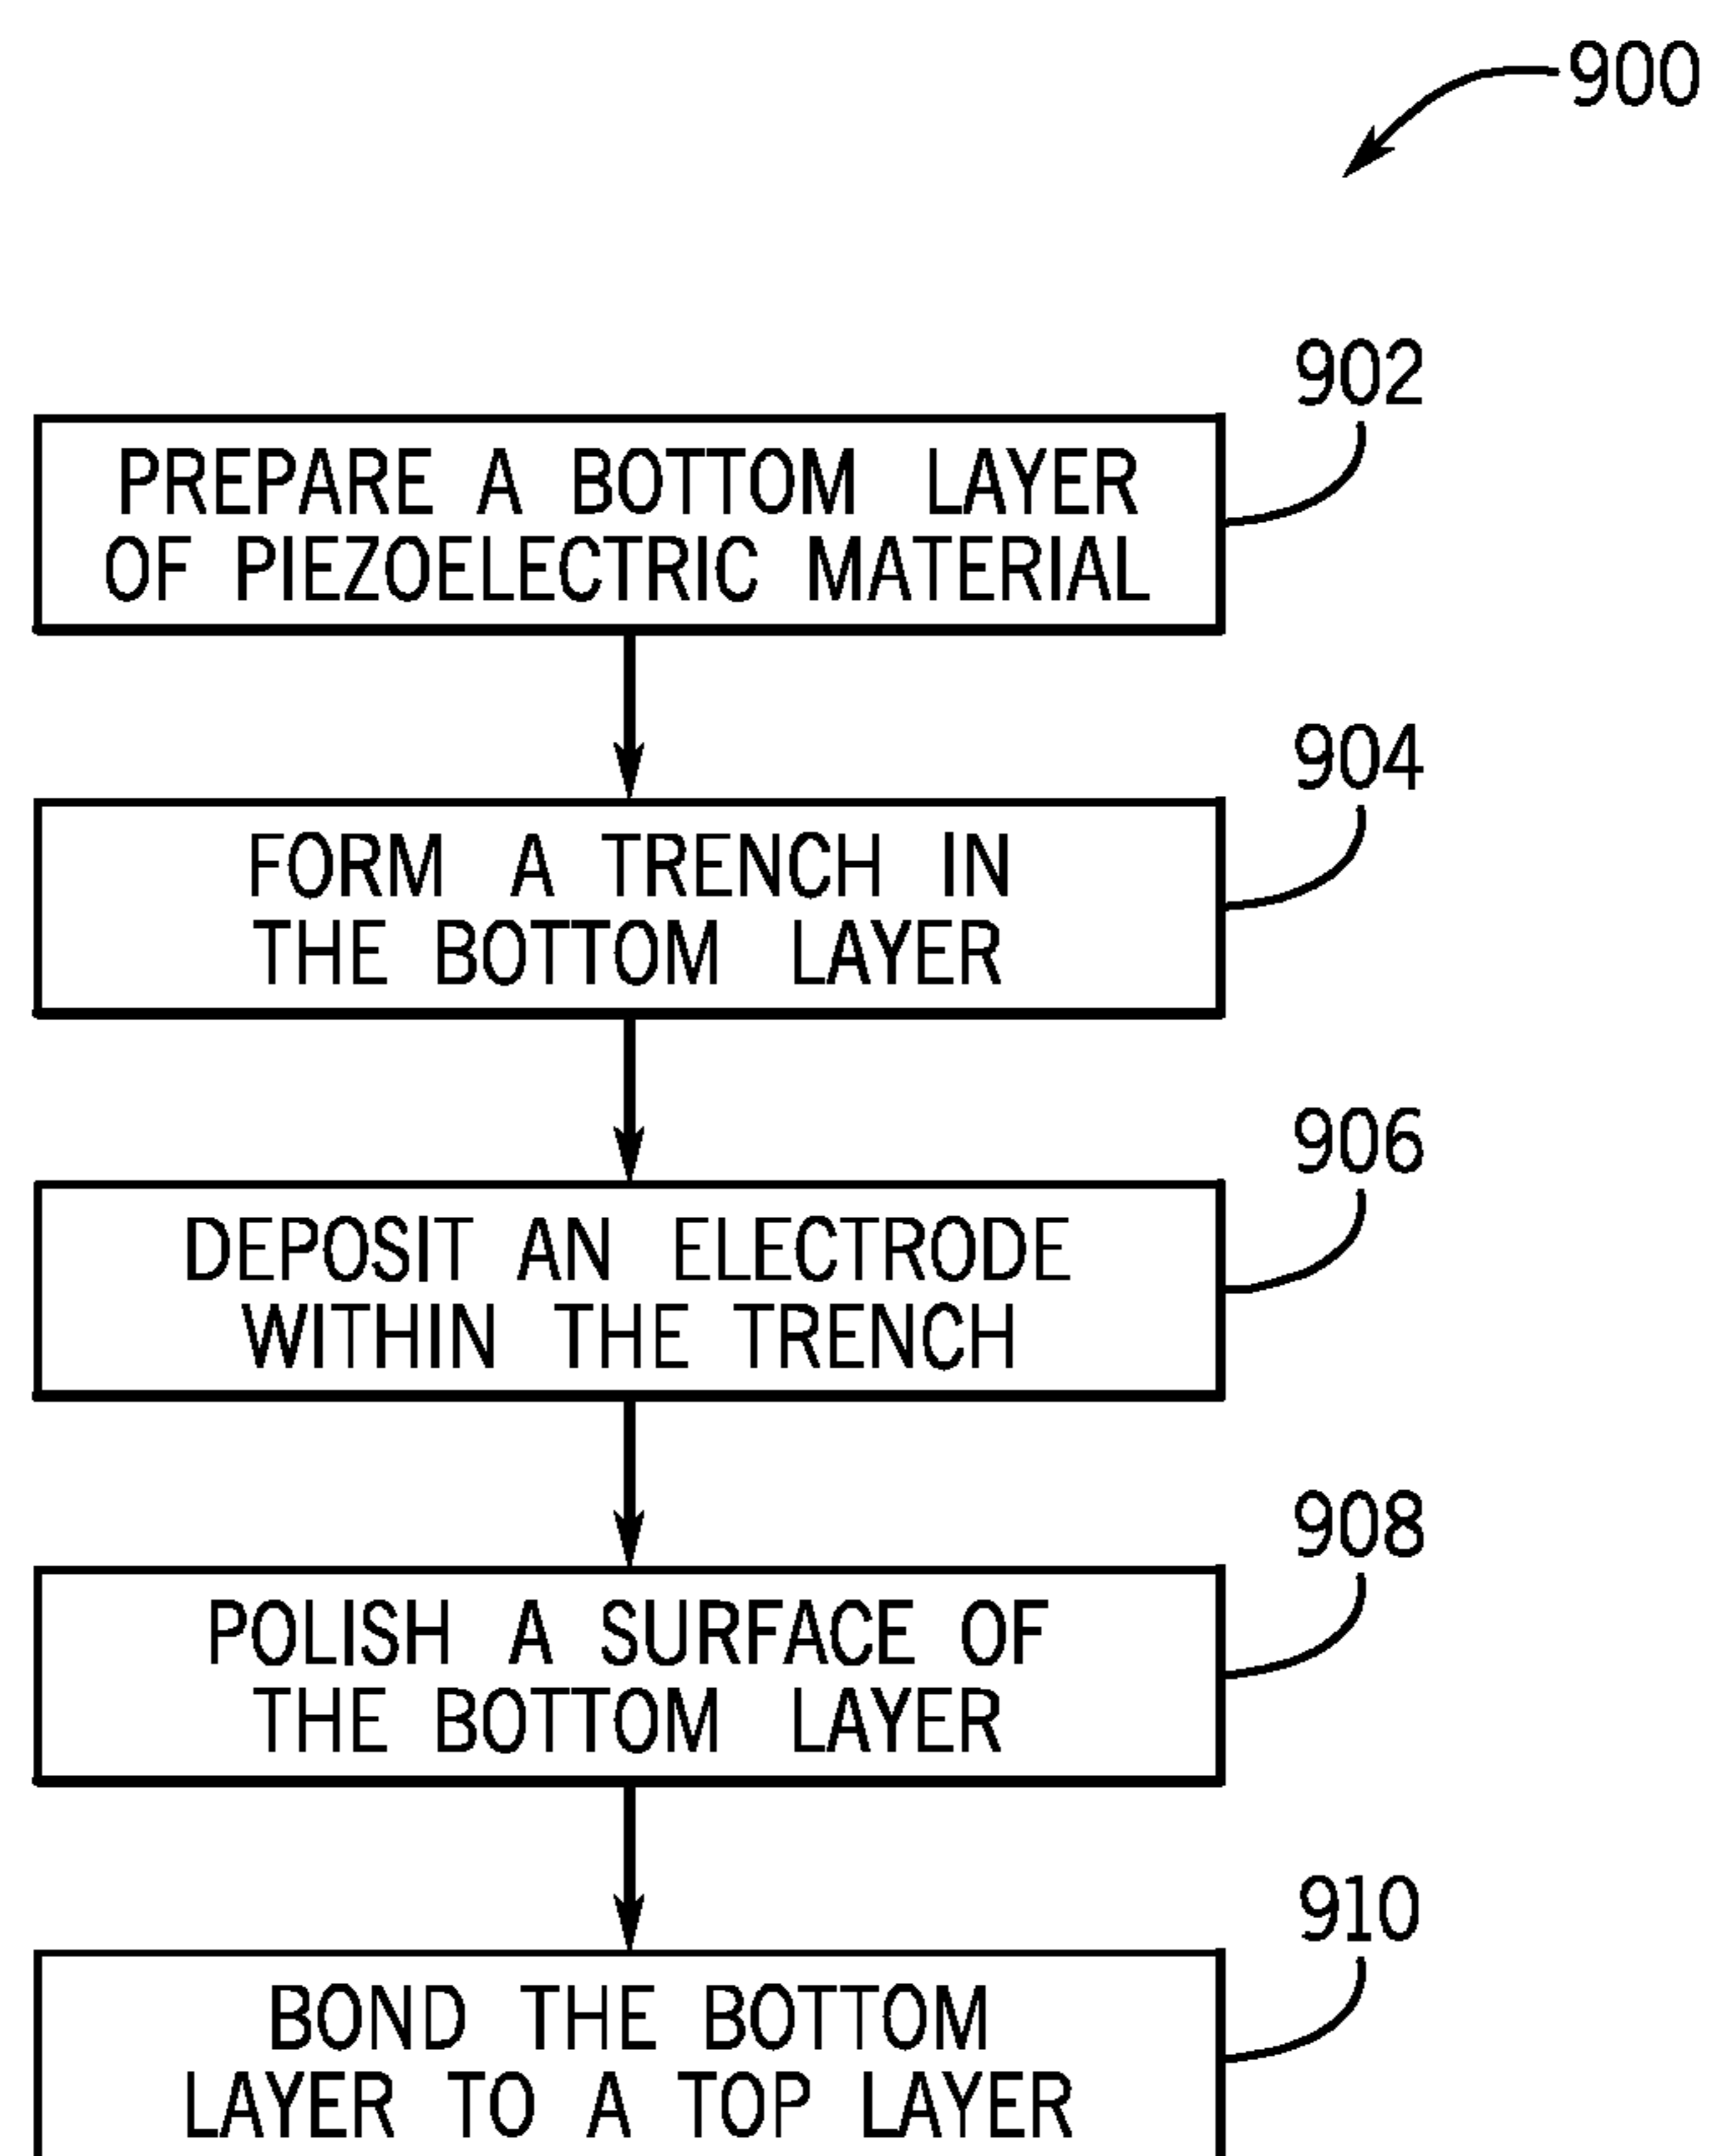 900
902
PREPARE A BOTTOM LAYER
OF PIEZOELECTRIC MATERIAL
904
FORM A TRENCH IN
THE BOTTOM LAYER
906
DEPOSIT AN ELECTRODE
WITHIN THE TRENCH
908
POLISH A SURFACE OF
THE BOTTOM LAYER
910
BOND THE BOTTOM
LAYER TO A TOP LAYER